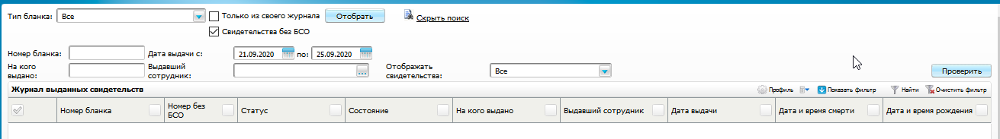 Тип бланка: Все Только из своего журнала Отобрать Скрыть поиск
Свидетельства без БСО
Номер бланка: Дата выдачи с: 21.09.2020 по: 25.09.2020
На кого выдано: Выдавший сотрудник: ... Отображать свидетельства: Все Проверить
Журнал выданных свидетельств Профиль Показать фильтр Найти Очистить фильтр
Номер бланка Номер без БСО Статус Состояние На кого выдано Выдавший сотрудник Дата выдачи Дата и время смерти Дата и время рождения